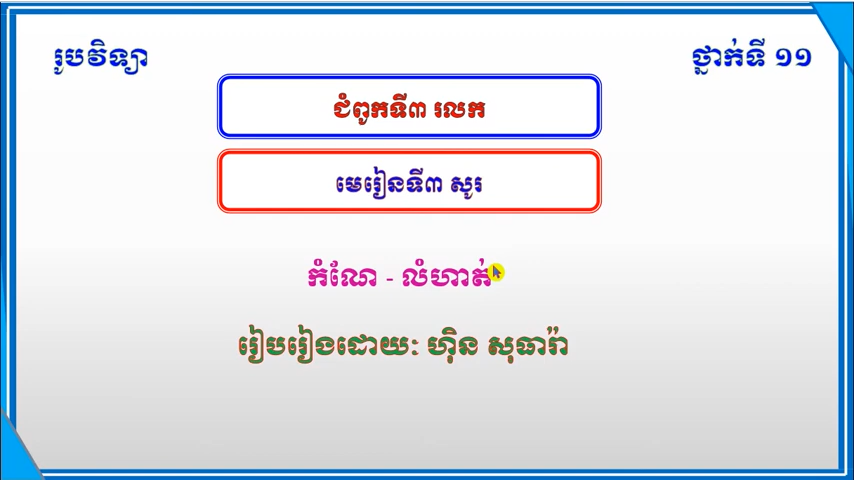 រូបវិទ្យា
ថ្នាក់ទី ១១
ជំពូកទី៣ រលក
មេរៀនទី៣ សូរ
កំណែ - លំហាត់
រៀបរៀងដោយៈ ហ៊ិន សុធារ៉ា